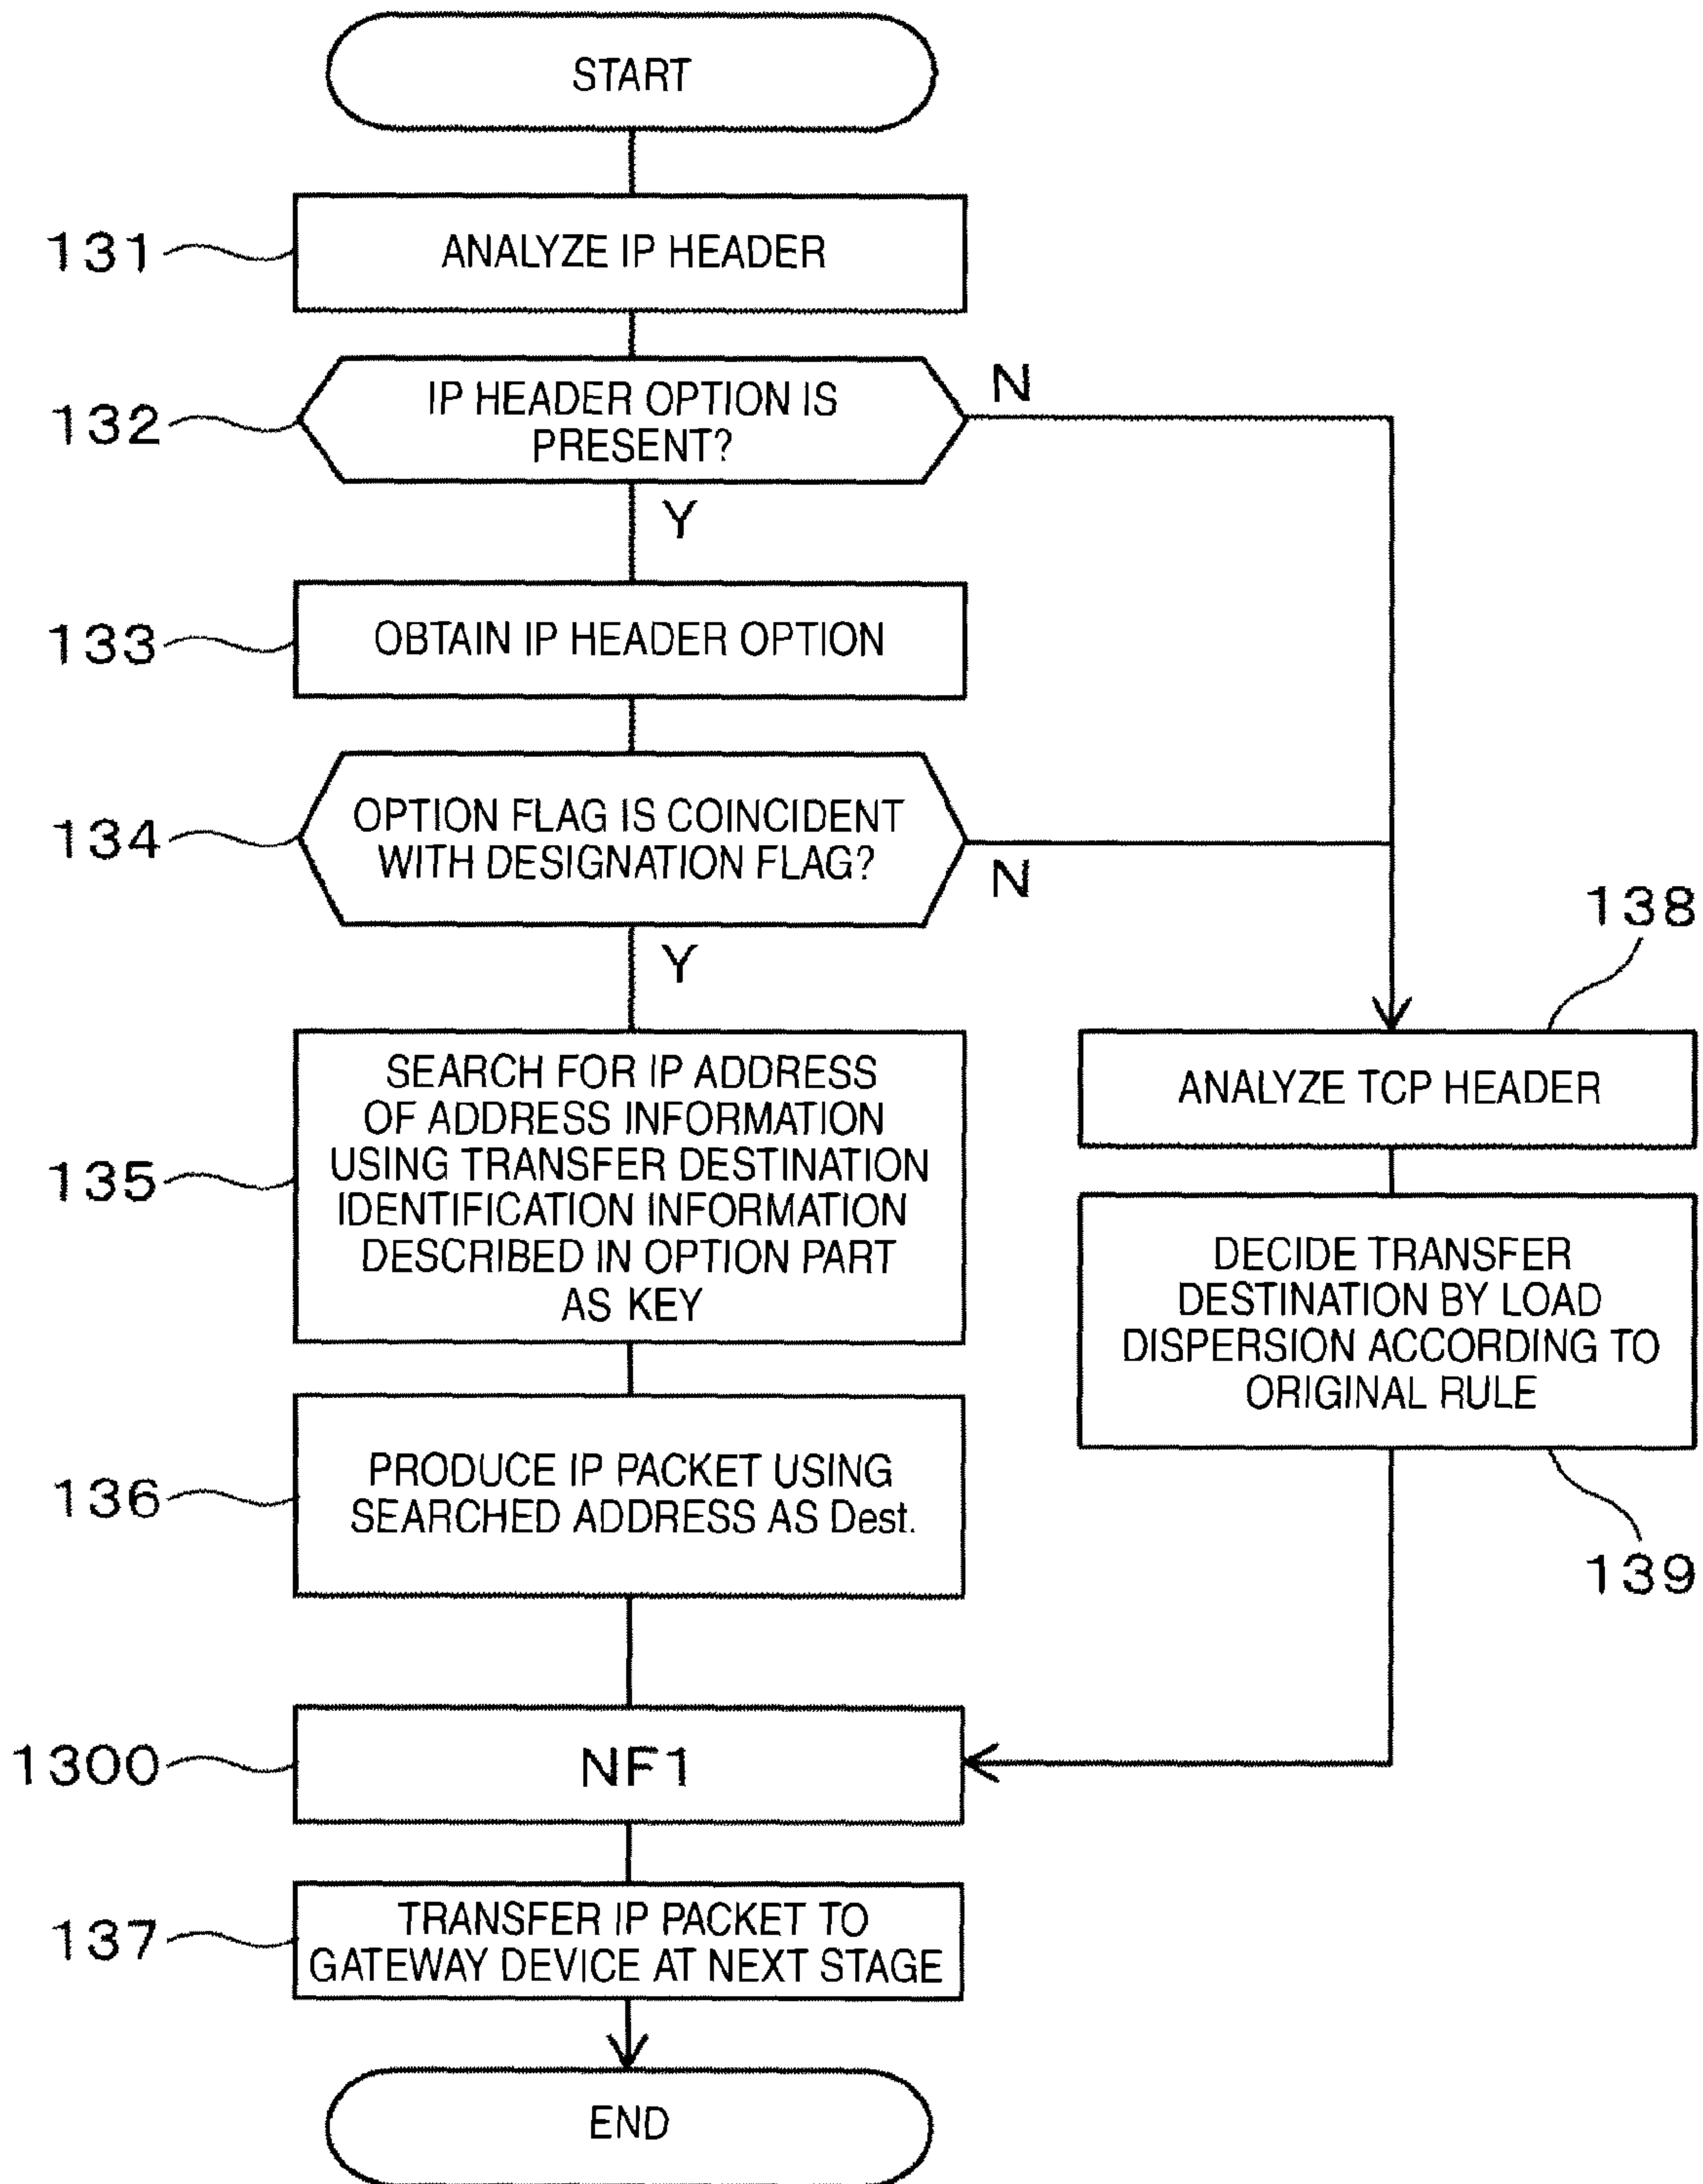 START
131
ANALYZE IP HEADER
132
IP HEADER OPTION IS
PRESENT?
N
Y
133
OBTAIN IP HEADER OPTION
134
OPTION FLAG IS COINCIDENT
WITH DESIGNATION FLAG?
N
Y
135
SEARCH FOR IP ADDRESS
OF ADDRESS INFORMATION
USING TRANSFER DESTINATION
IDENTIFICATION INFORMATION
DESCRIBED IN OPTION PART
AS KEY
138
ANALYZE TCP HEADER
DECIDE TRANSFER
DESTINATION BY LOAD
DISPERSION ACCORDING TO
ORIGINAL RULE
139
136
PRODUCE IP PACKET USING
SEARCHED ADDRESS AS Dest.
1300
NF1
137
TRANSFER IP PACKET TO
GATEWAY DEVICE AT NEXT STAGE
END